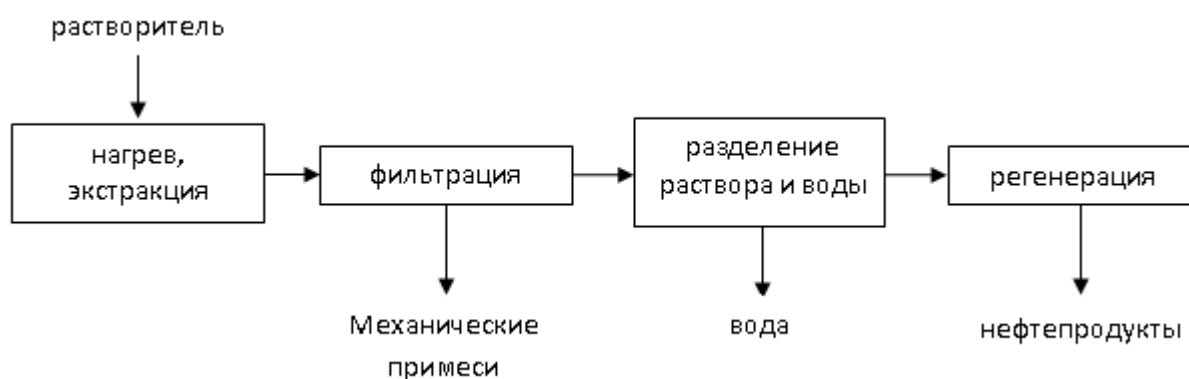 растворитель
нагрев,
экстракция
фильтрация
разделение
раствора и воды
регенерация
Механические
примеси
вода
нефтепродукты